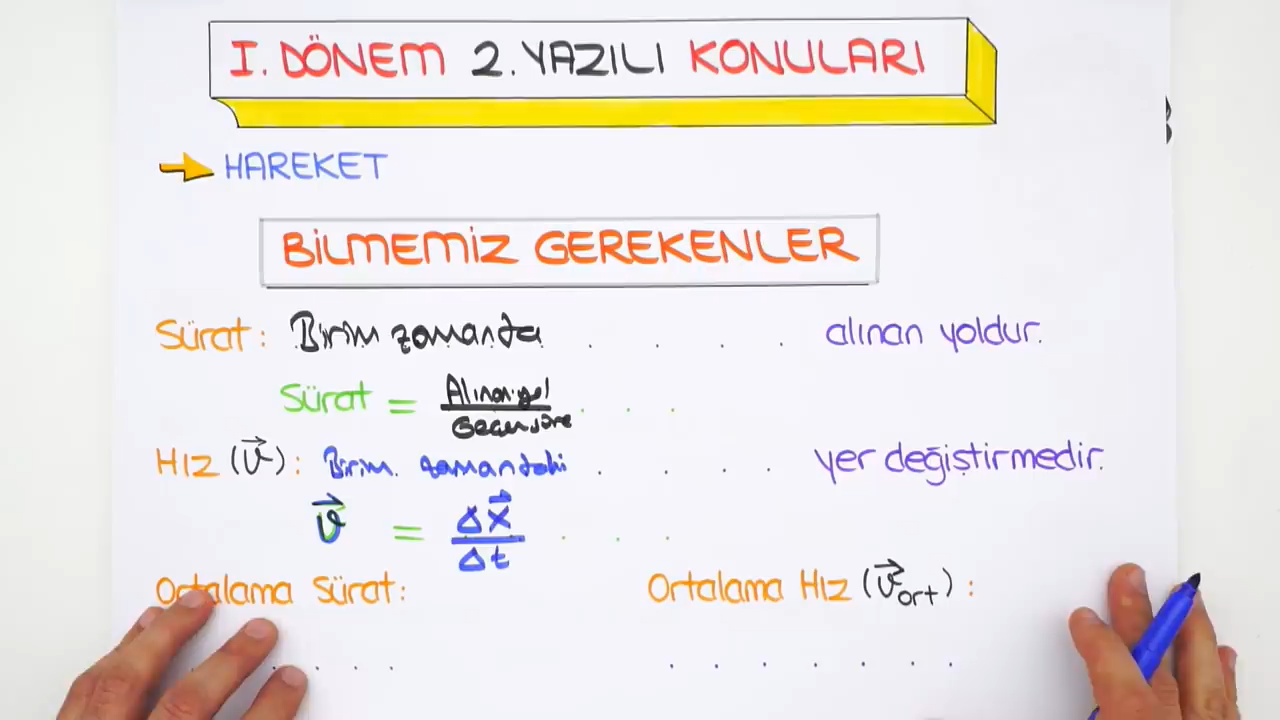 I. DÖNEM 2. YAZILI KONULARI
HAREKET
BİLMEMİZ GEREKENLER
Sürat: Birim zamanda . . . . alınan yoldur.
Sürat = Alınan yol . . .
Geçen süre
Hız (v⃗): Birim zamandaki . . . . yer değiştirmedir.
v⃗ = Δx⃗ . . .
Δt
Ortalama Sürat: Ortalama Hız (v⃗ort):